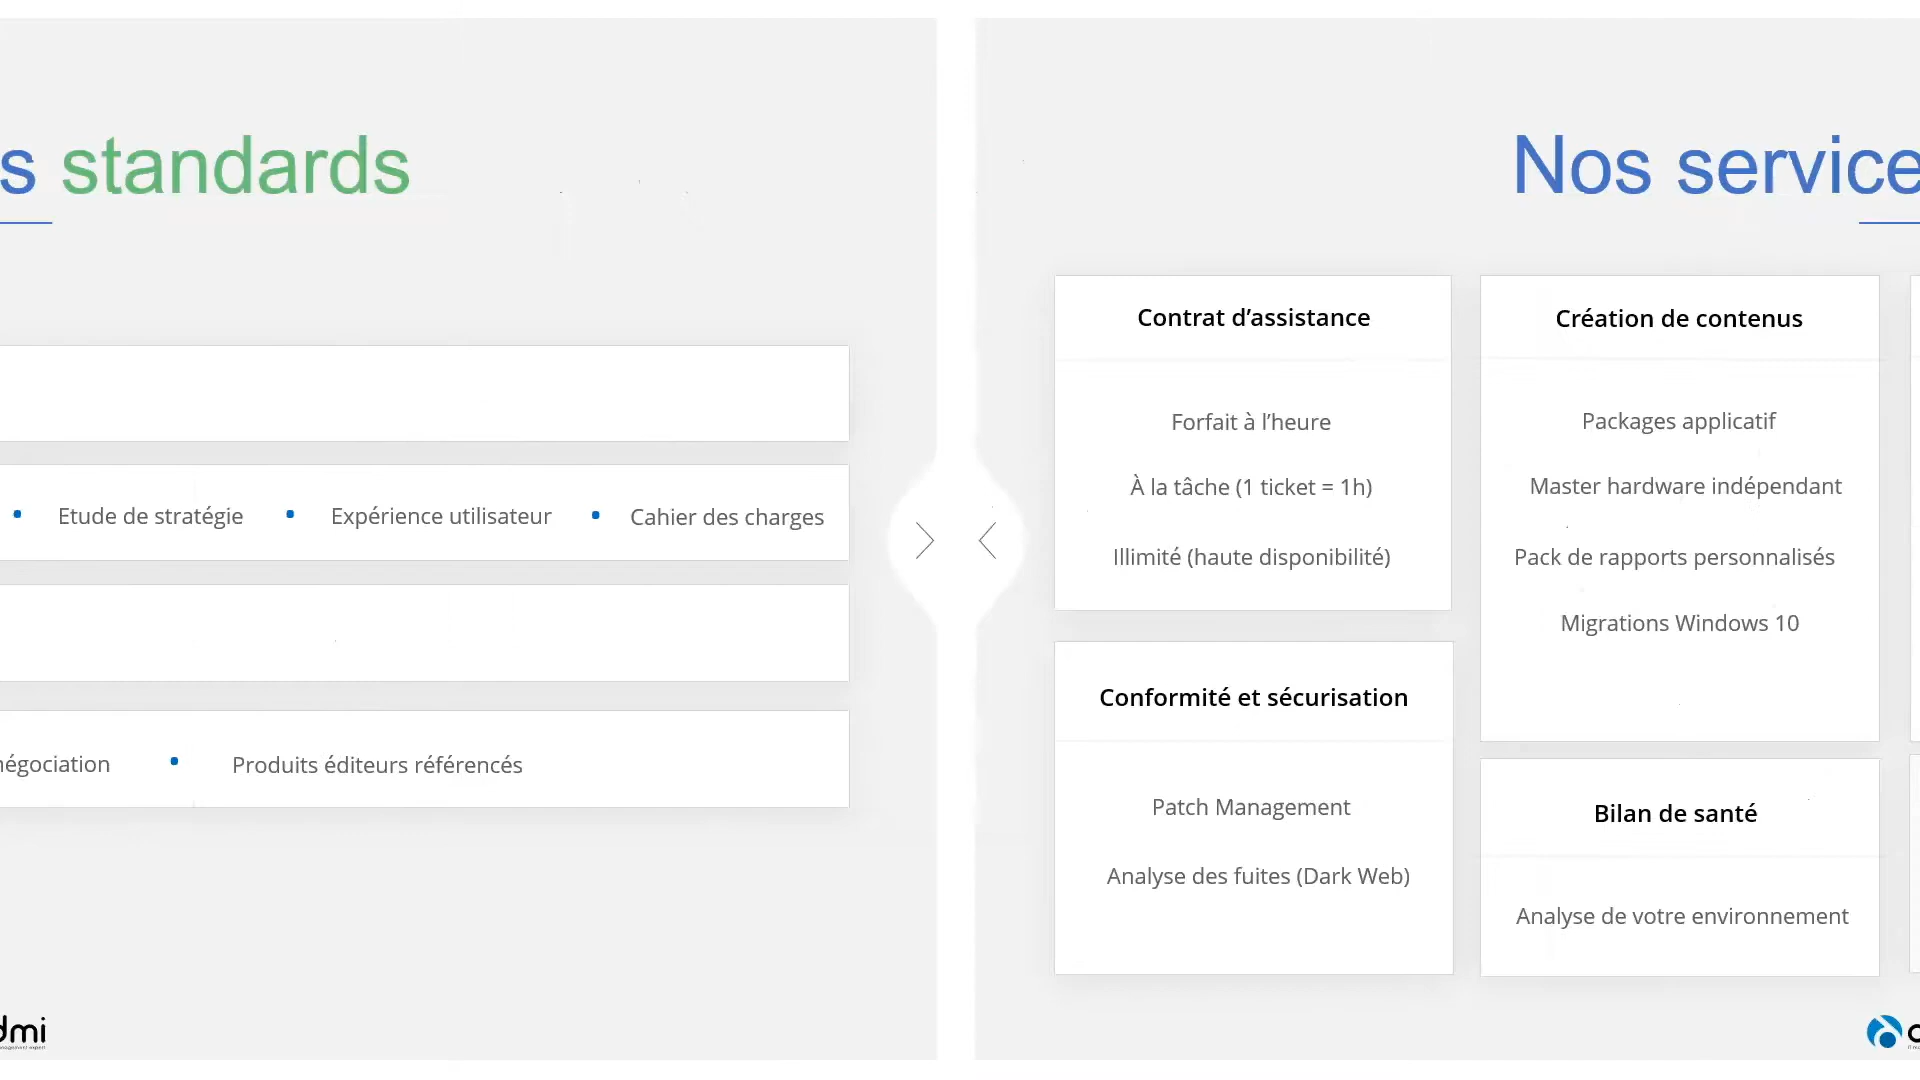 s standards
Etude de stratégie
Expérience utilisateur
Cahier des charges
négociation
Produits éditeurs référencés
dmi
Nos service
Contrat d’assistance
Forfait à l’heure
À la tâche (1 ticket = 1h)
Illimité (haute disponibilité)
Conformité et sécurisation
Patch Management
Analyse des fuites (Dark Web)
Création de contenus
Packages applicatif
Master hardware indépendant
Pack de rapports personnalisés
Migrations Windows 10
Bilan de santé
Analyse de votre environnement